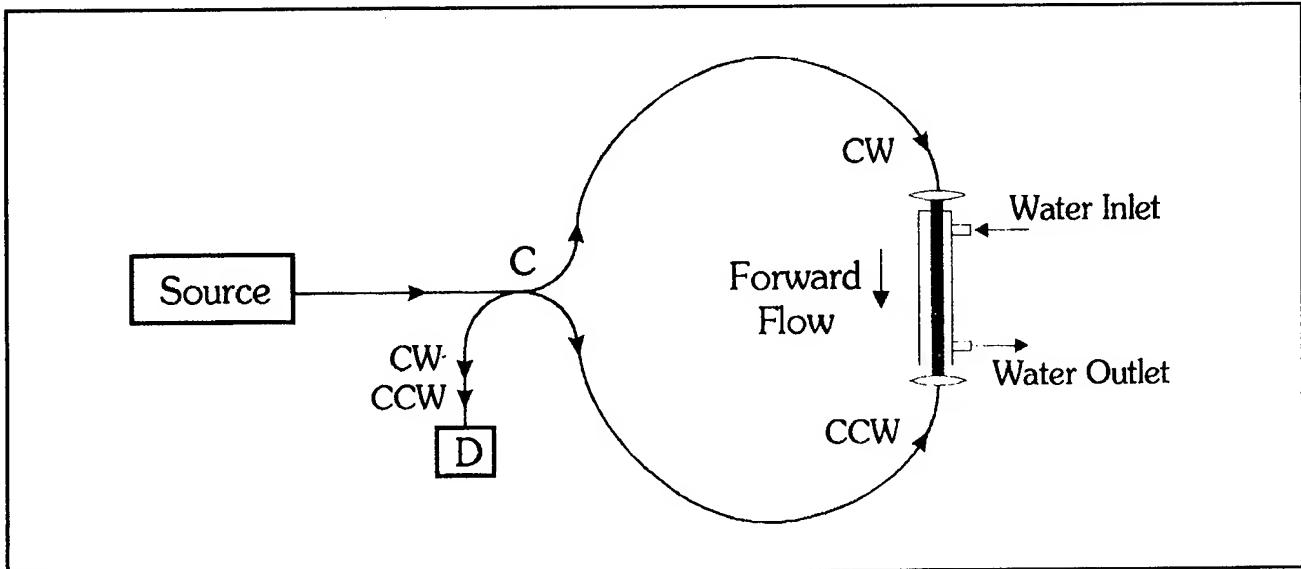 CW
Water Inlet
C
Source
Forward
Flow
CW
CCW
Water Outlet
CCW
D